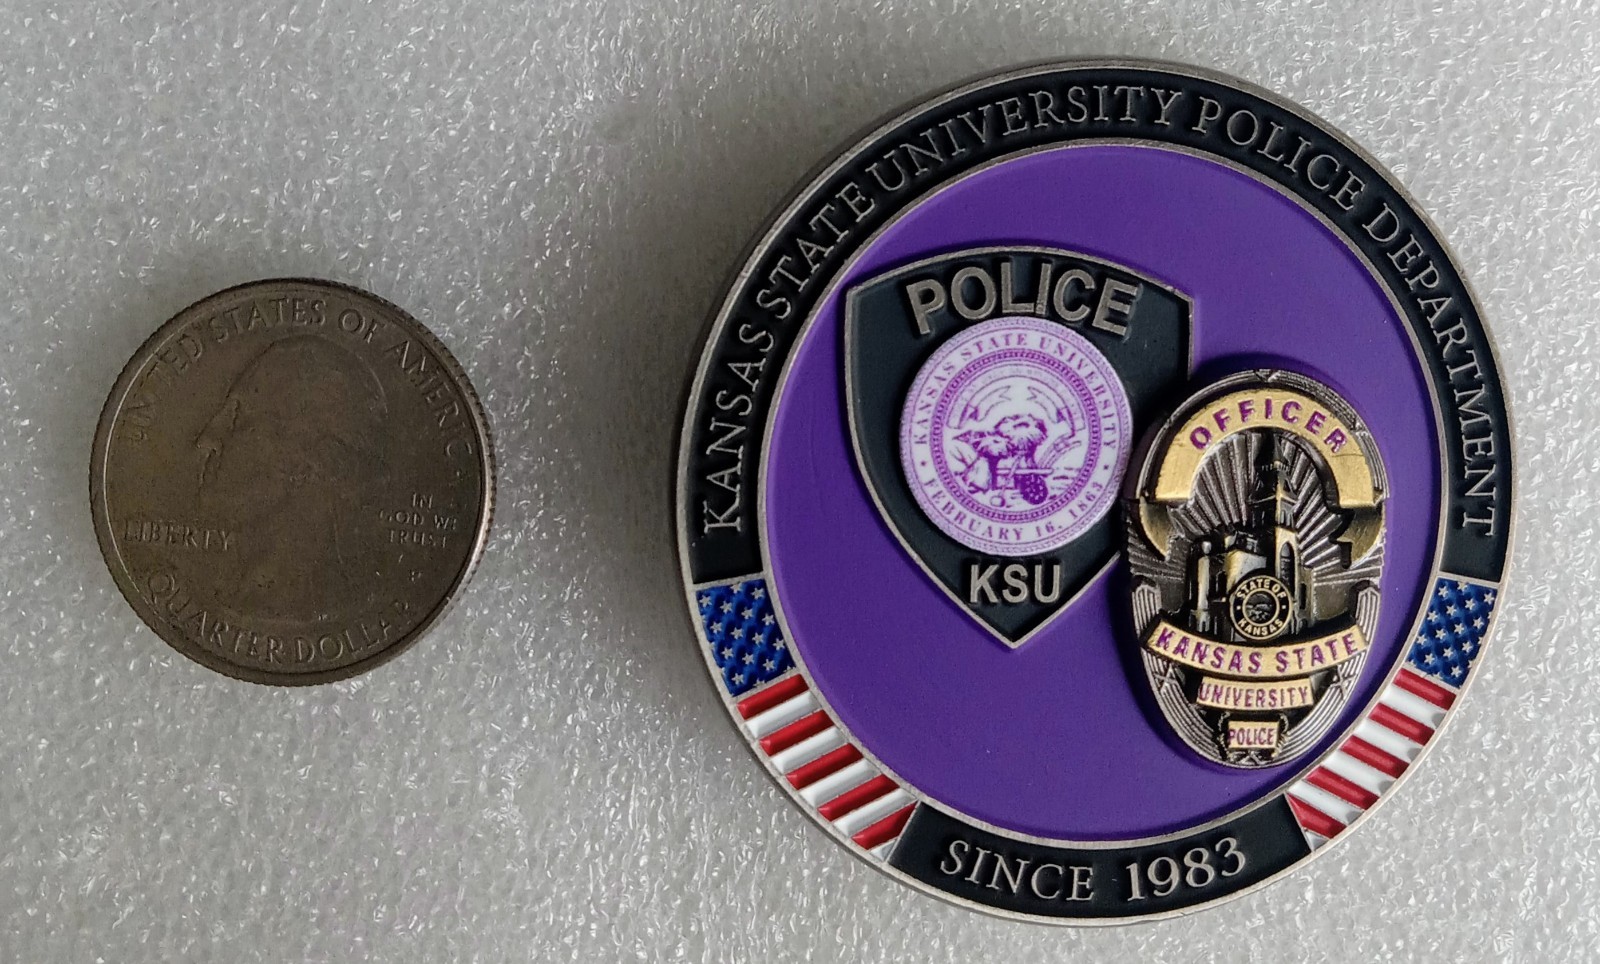 UNITED STATES OF AMERICA
LIBERTY
IN
GOD WE
TRUST
QUARTER DOLLAR
KANSAS STATE UNIVERSITY POLICE DEPARTMENT
POLICE
KANSAS STATE UNIVERSITY
FEBRUARY 16, 1863
KSU
OFFICER
STATE OF
KANSAS
KANSAS STATE
UNIVERSITY
POLICE
SINCE 1983